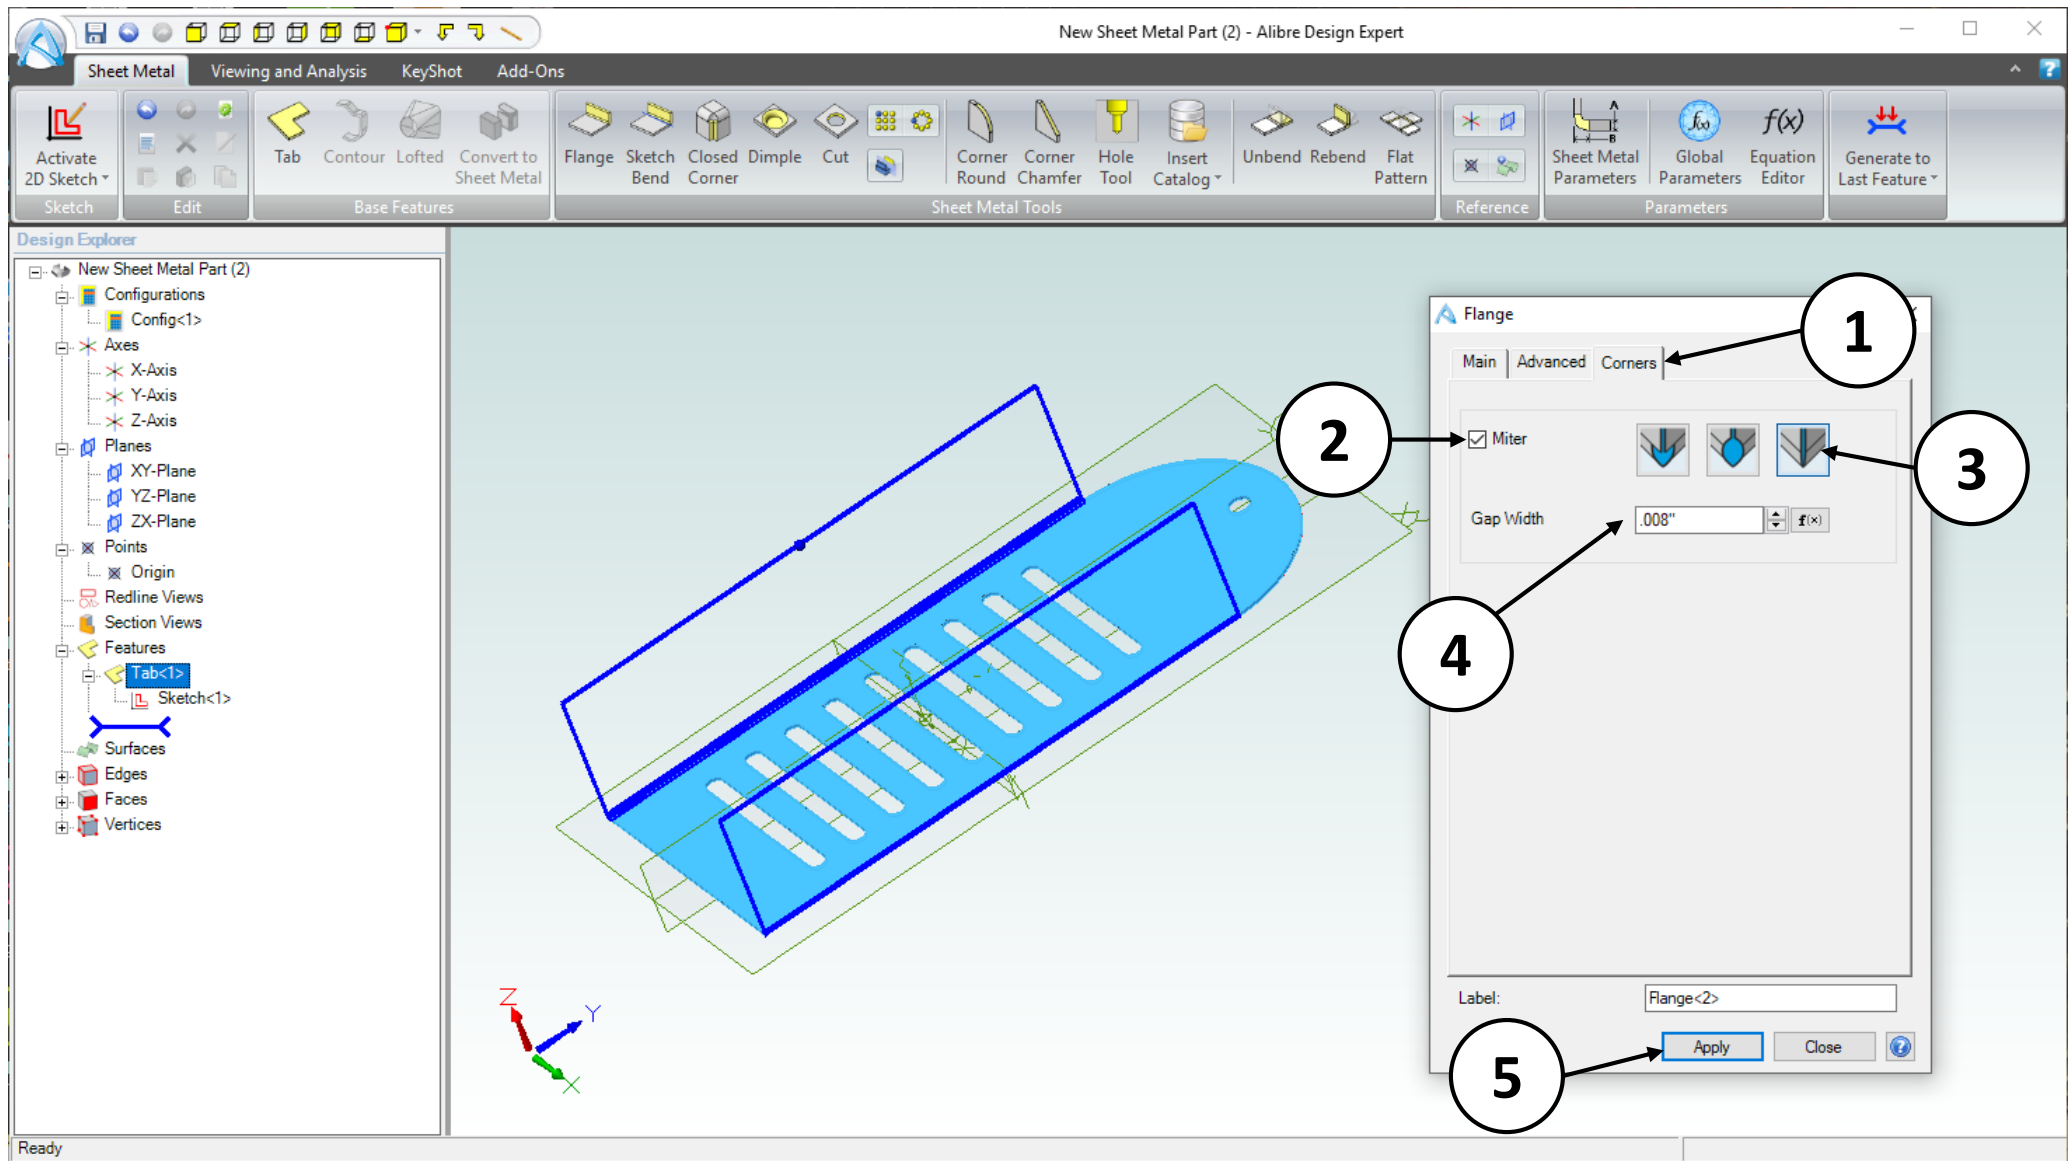 New Sheet Metal Part (2) - Alibre Design Expert
Sheet Metal Viewing and Analysis KeyShot Add-Ons
Activate 2D Sketch
Sketch
Edit
Tab
Contour
Lofted
Convert to Sheet Metal
Base Features
Flange
Sketch Bend
Closed Corner
Dimple
Cut
Corner Round
Corner Chamfer
Hole Tool
Insert Catalog
Unbend
Rebend
Flat Pattern
Sheet Metal Tools
Reference
A
B
Sheet Metal Parameters
f(x)
Global Parameters
f(x)
Equation Editor
Parameters
Generate to Last Feature
Design Explorer
New Sheet Metal Part (2)
Configurations
Config<1>
Axes
X-Axis
Y-Axis
Z-Axis
Planes
XY-Plane
YZ-Plane
ZX-Plane
Points
Origin
Redline Views
Section Views
Features
Tab<1>
Sketch<1>
Surfaces
Edges
Faces
Vertices
Z
Y
X
Flange
1
Main Advanced Corners
2
Miter
3
Gap Width .008" f(x)
4
Label: Flange<2>
Apply Close
5
Ready